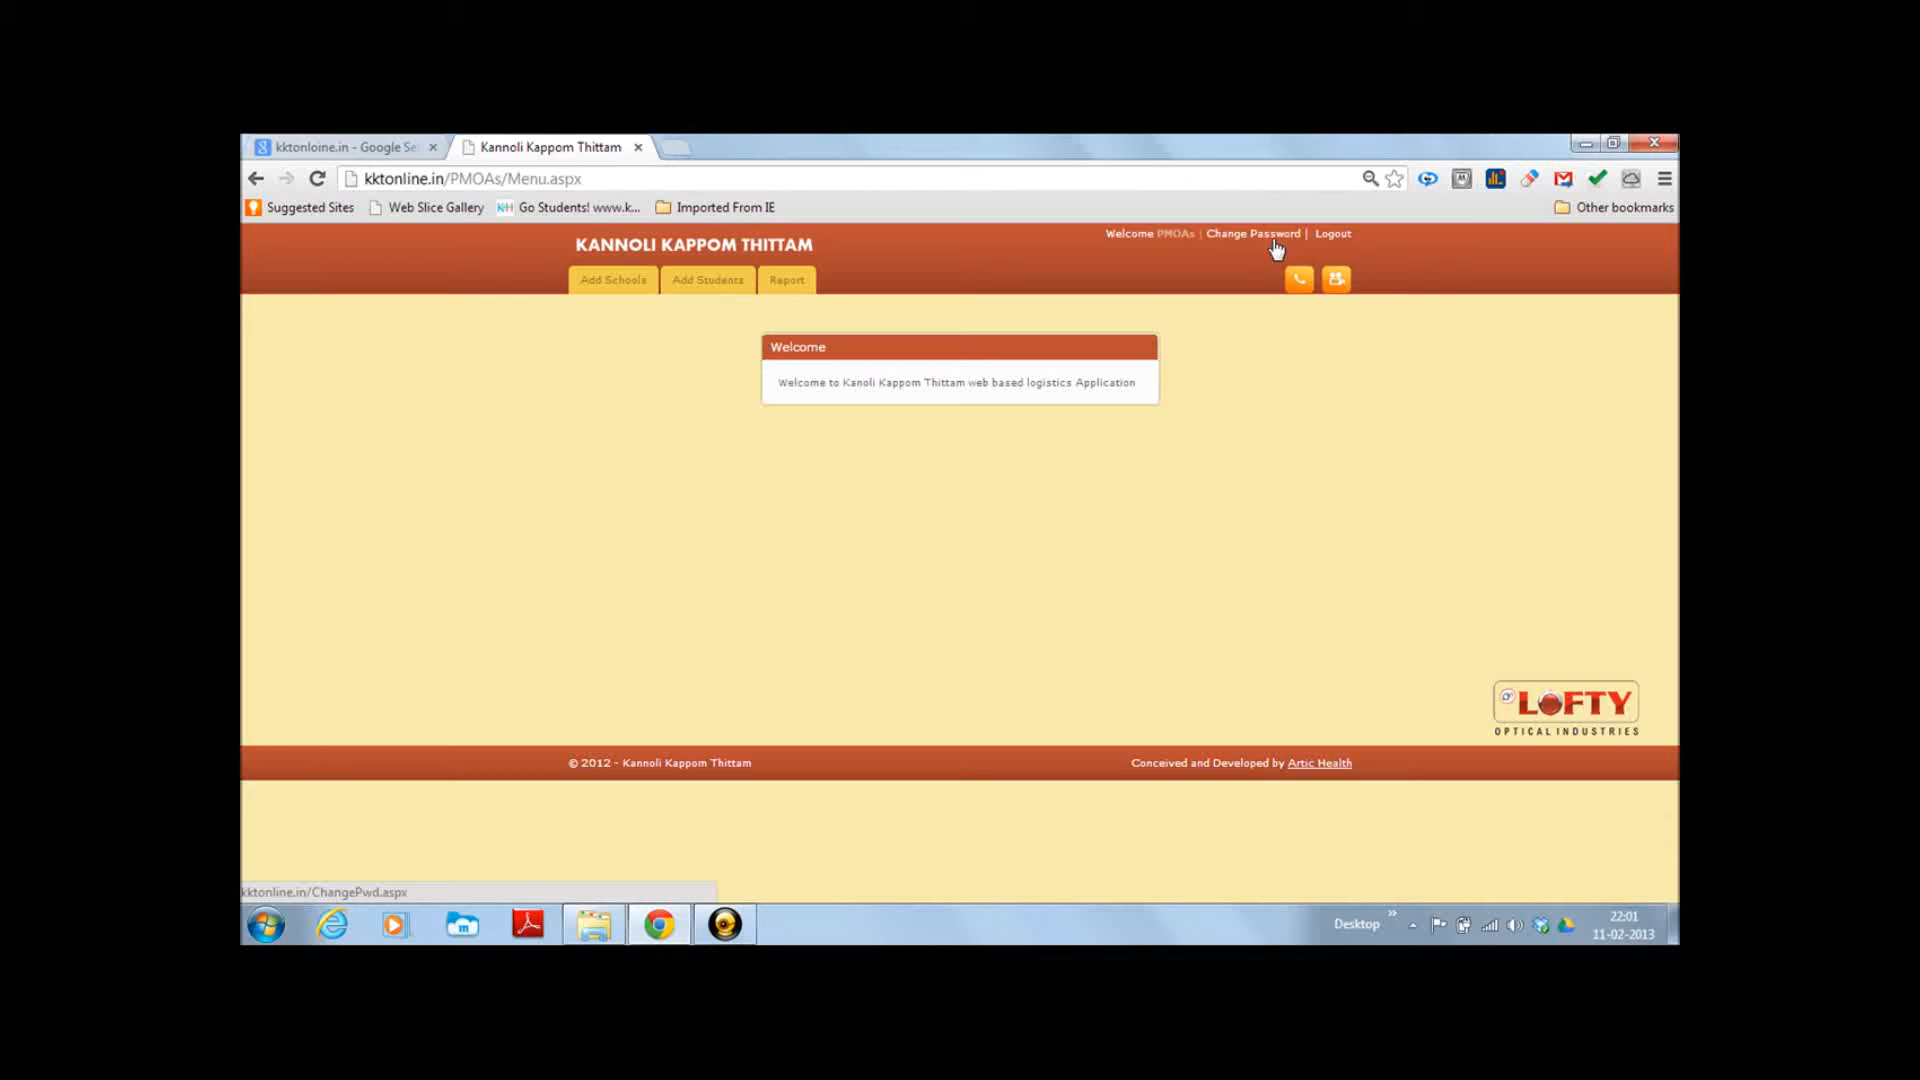 kktonloine.in - Google Se
Kannoli Kappom Thittam
kktonline.in/PMOAs/Menu.aspx
Suggested Sites
Web Slice Gallery
Go Students! www.k...
Imported From IE
Other bookmarks
KANNOLI KAPPOM THITTAM
Welcome PMOAs | Change Password | Logout
Add Schools
Add Students
Report
Welcome
Welcome to Kanoli Kappom Thittam web based logistics Application
LOFTY
OPTICAL INDUSTRIES
© 2012 - Kannoli Kappom Thittam
Conceived and Developed by Artic Health
kktonline.in/ChangePwd.aspx
Desktop
22:01
11-02-2013